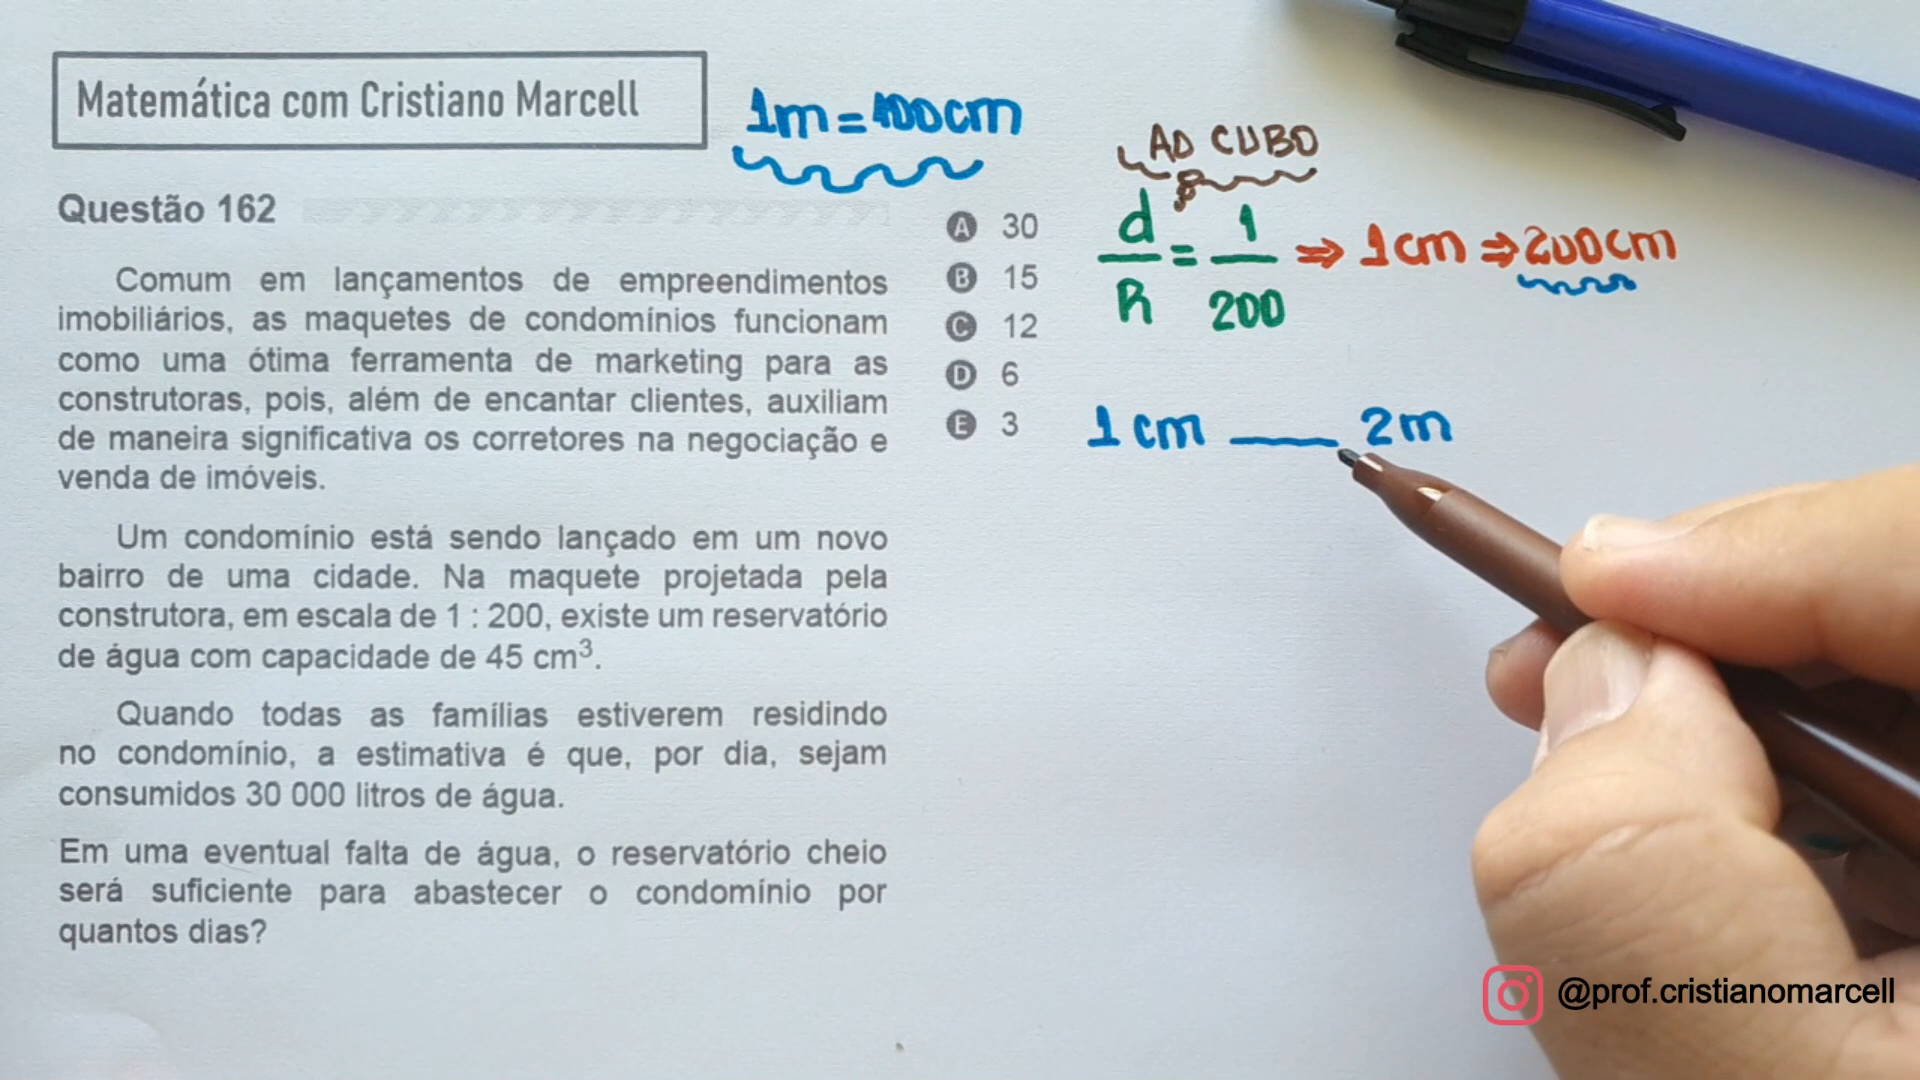 Matemática com Cristiano Marcell
1m = 100cm
Questão 162
Comum em lançamentos de empreendimentos
imobiliários, as maquetes de condomínios funcionam
como uma ótima ferramenta de marketing para as
construtoras, pois, além de encantar clientes, auxiliam
de maneira significativa os corretores na negociação e
venda de imóveis.
Um condomínio está sendo lançado em um novo
bairro de uma cidade. Na maquete projetada pela
construtora, em escala de 1 : 200, existe um reservatório
de água com capacidade de 45 cm³.
Quando todas as famílias estiverem residindo
no condomínio, a estimativa é que, por dia, sejam
consumidos 30 000 litros de água.
Em uma eventual falta de água, o reservatório cheio
será suficiente para abastecer o condomínio por
quantos dias?
A 30
B 15
C 12
D 6
E 3
AO CUBO
d/R = 1/200 ⇒ 1cm ⇒ 200cm
1 cm — 2m
@prof.cristianomarcell